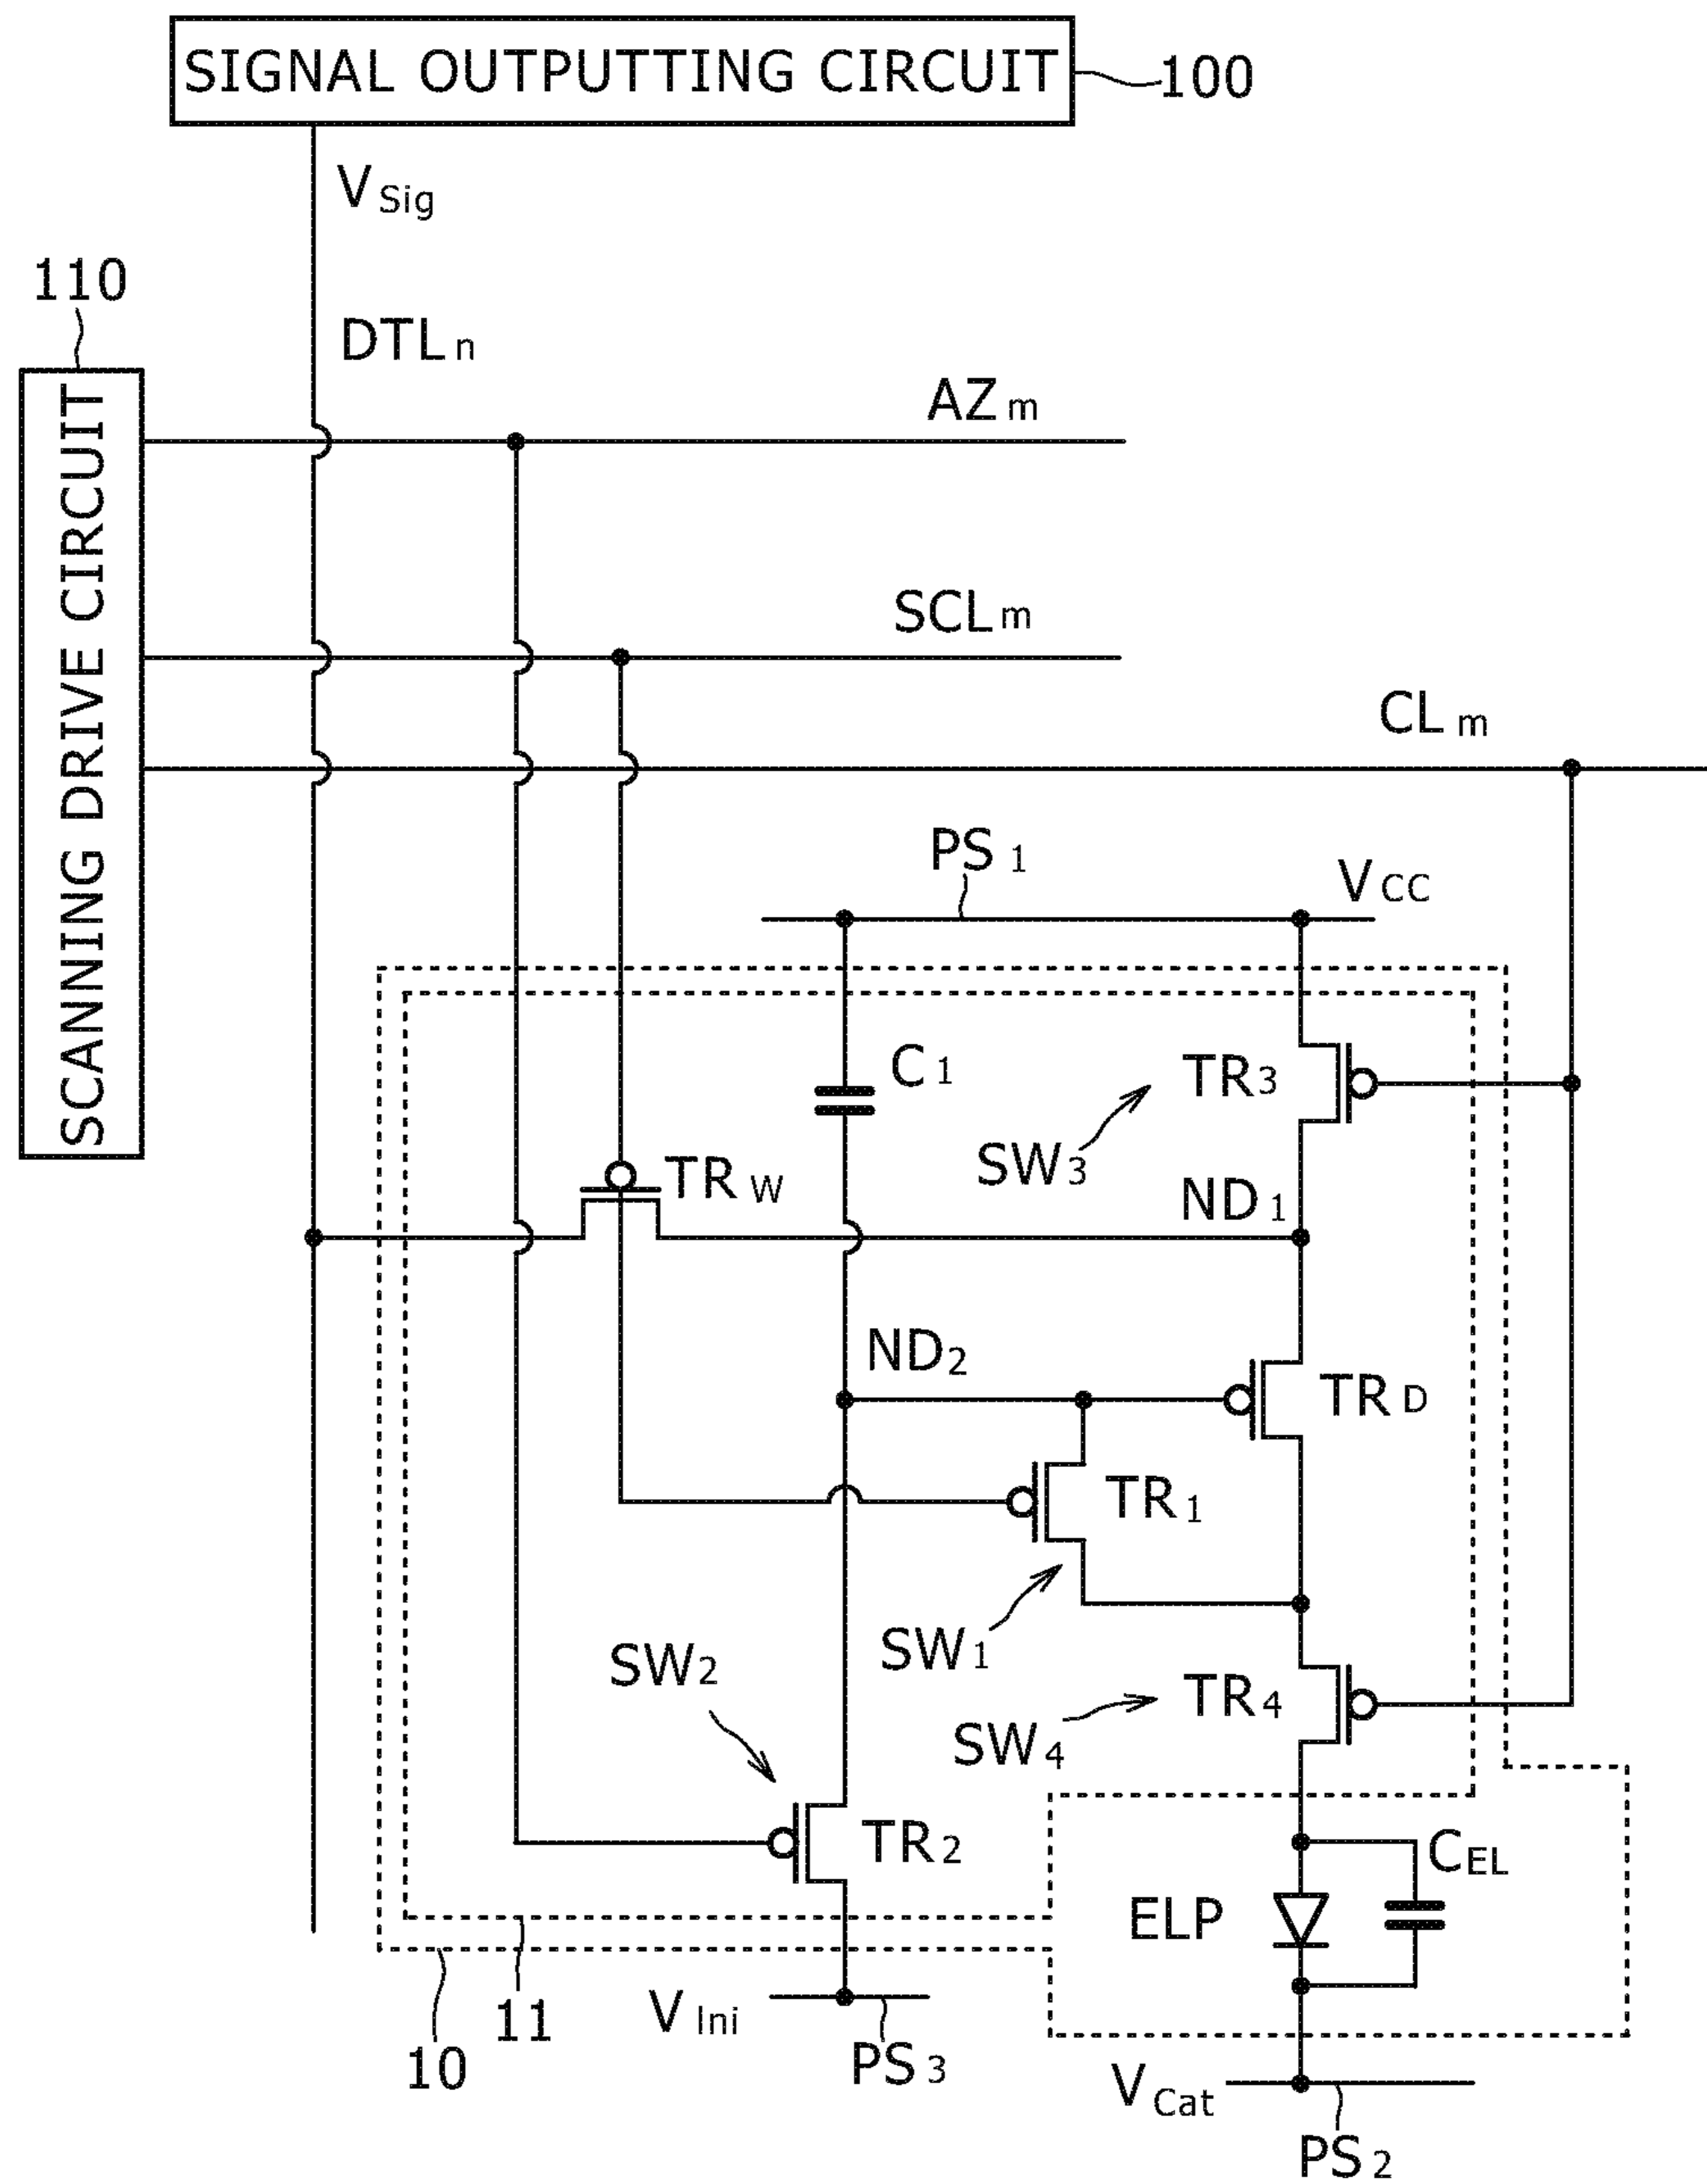 SIGNAL OUTPUTTING CIRCUIT
100
VSig
110
DTLn
AZm
SCANNING DRIVE CIRCUIT
SCLm
CLm
PS1
VCC
C1
TR3
SW3
TRW
ND1
ND2
TRD
TR1
SW1
SW2
TR4
SW4
TR2
CEL
ELP
11
10
VIni
PS3
VCat
PS2